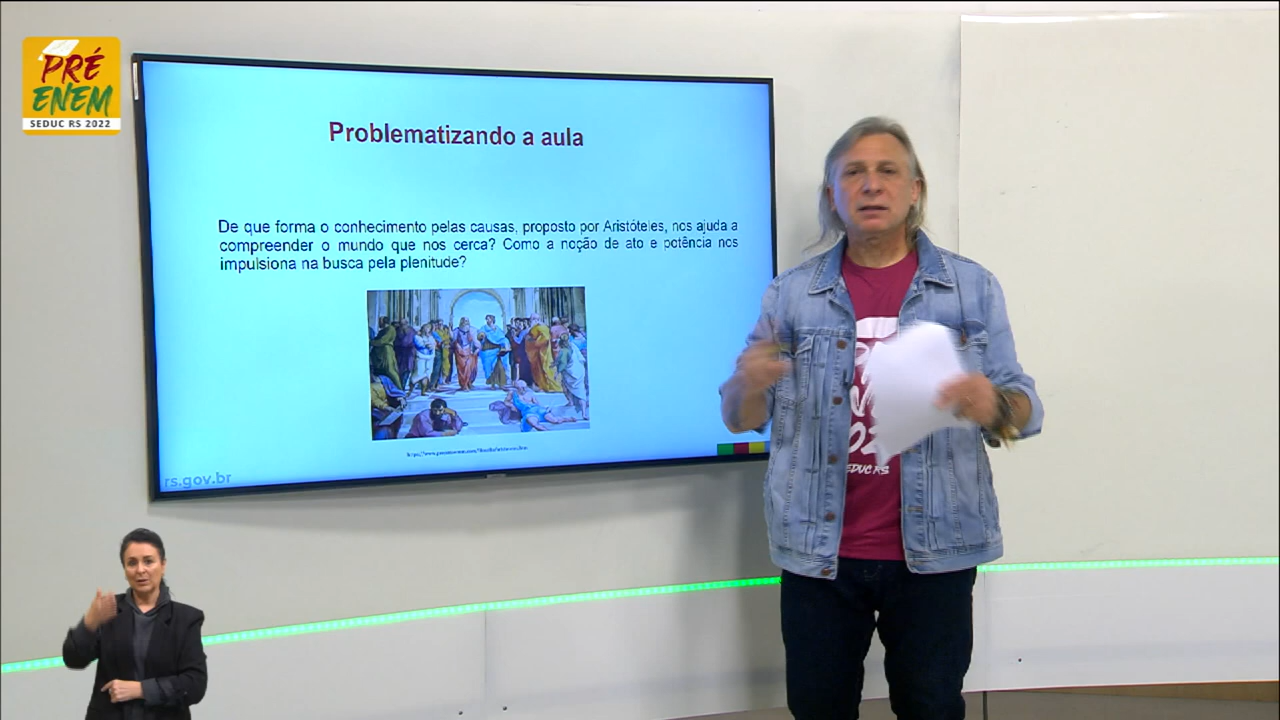 PRÉ
ENEM
SEDUC RS 2022
Problematizando a aula
De que forma o conhecimento pelas causas, proposto por Aristóteles, nos ajuda a
compreender o mundo que nos cerca? Como a noção de ato e potência nos
impulsiona na busca pela plenitude?
rs.gov.br
SEDUC RS